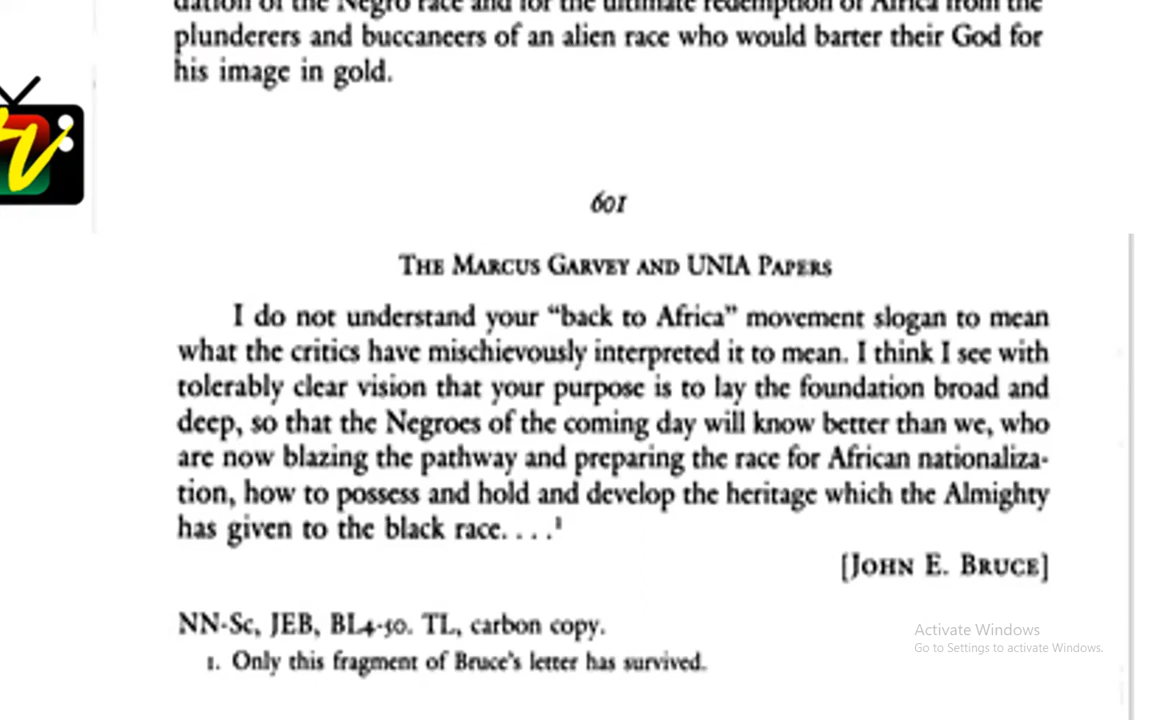 dation of the Negro race and for the ultimate redemption of Africa from the
plunderers and buccaneers of an alien race who would barter their God for
his image in gold.
601
THE MARCUS GARVEY AND UNIA PAPERS
I do not understand your “back to Africa” movement slogan to mean
what the critics have mischievously interpreted it to mean. I think I see with
tolerably clear vision that your purpose is to lay the foundation broad and
deep, so that the Negroes of the coming day will know better than we, who
are now blazing the pathway and preparing the race for African nationaliza-
tion, how to possess and hold and develop the heritage which the Almighty
has given to the black race. . . .¹
[JOHN E. BRUCE]
NN-Sc, JEB, BL4-50. TL, carbon copy.
1. Only this fragment of Bruce's letter has survived.
Activate Windows
Go to Settings to activate Windows.